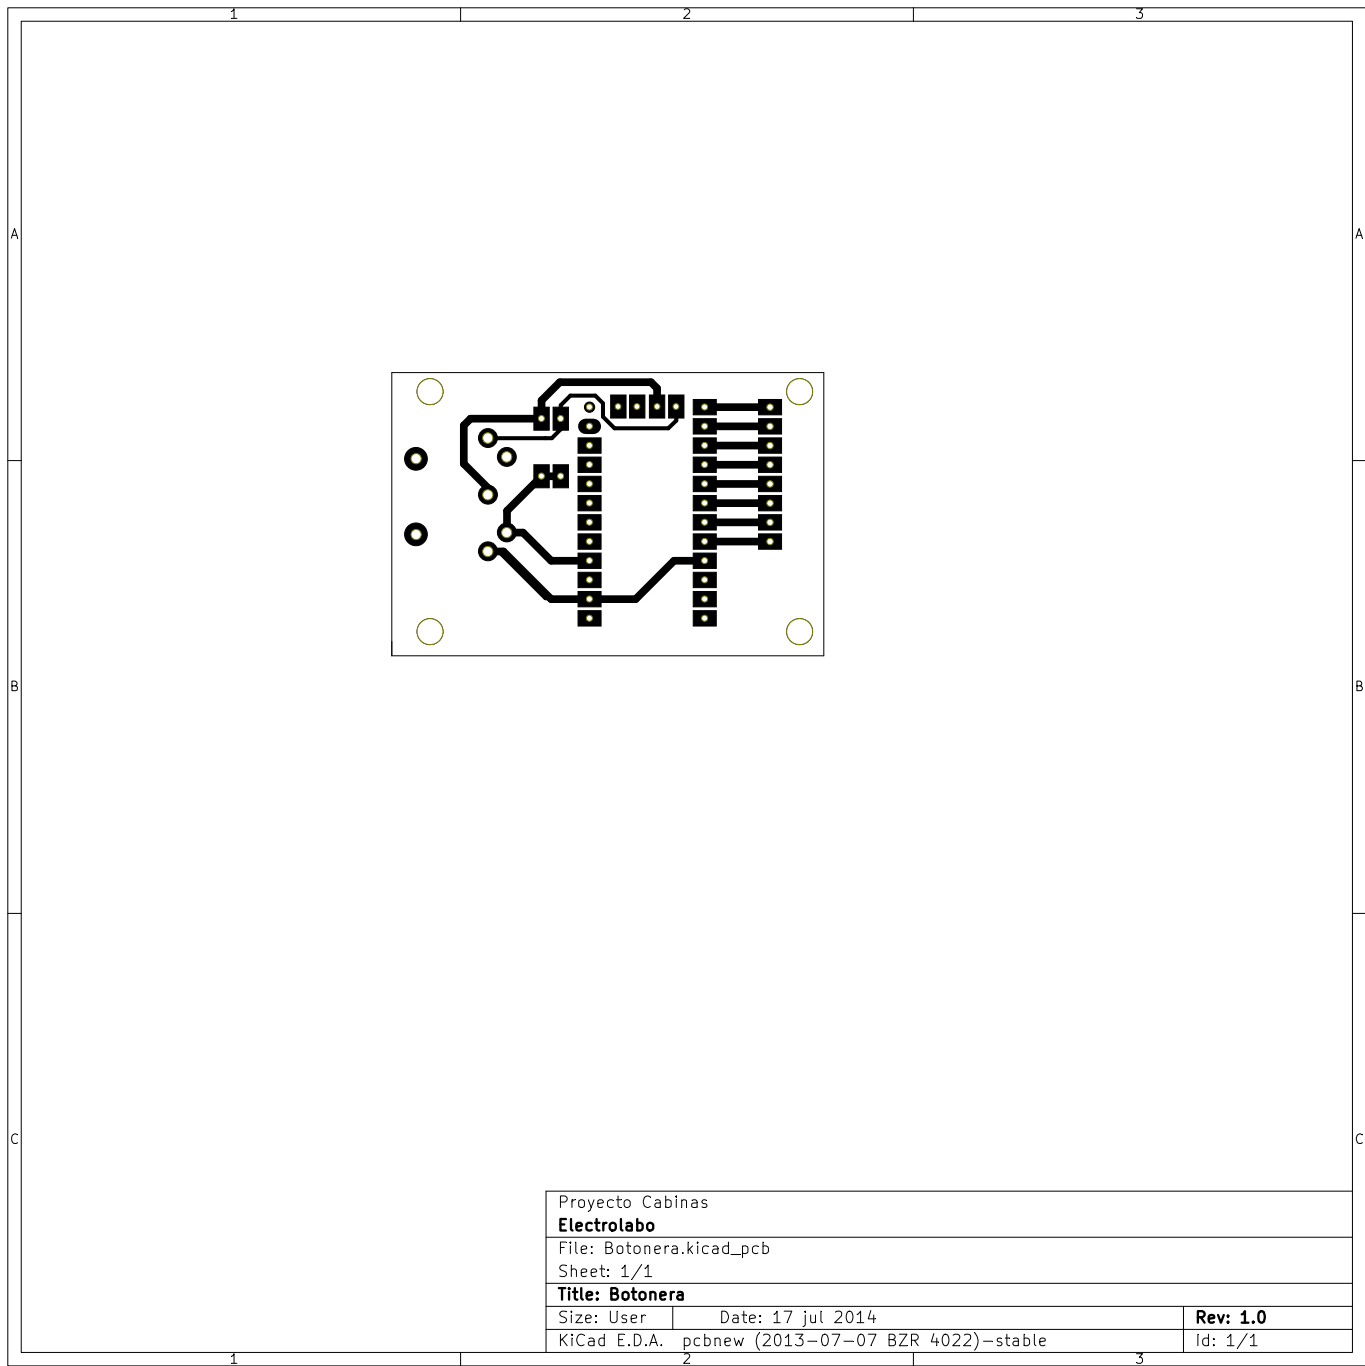 1 2 3
A A
B B
C C
Proyecto Cabinas
Electrolabo
File: Botonera.kicad_pcb
Sheet: 1/1
Title: Botonera
Size: User Date: 17 jul 2014 Rev: 1.0
KiCad E.D.A. pcbnew (2013-07-07 BZR 4022)-stable Id: 1/1
1 2 3